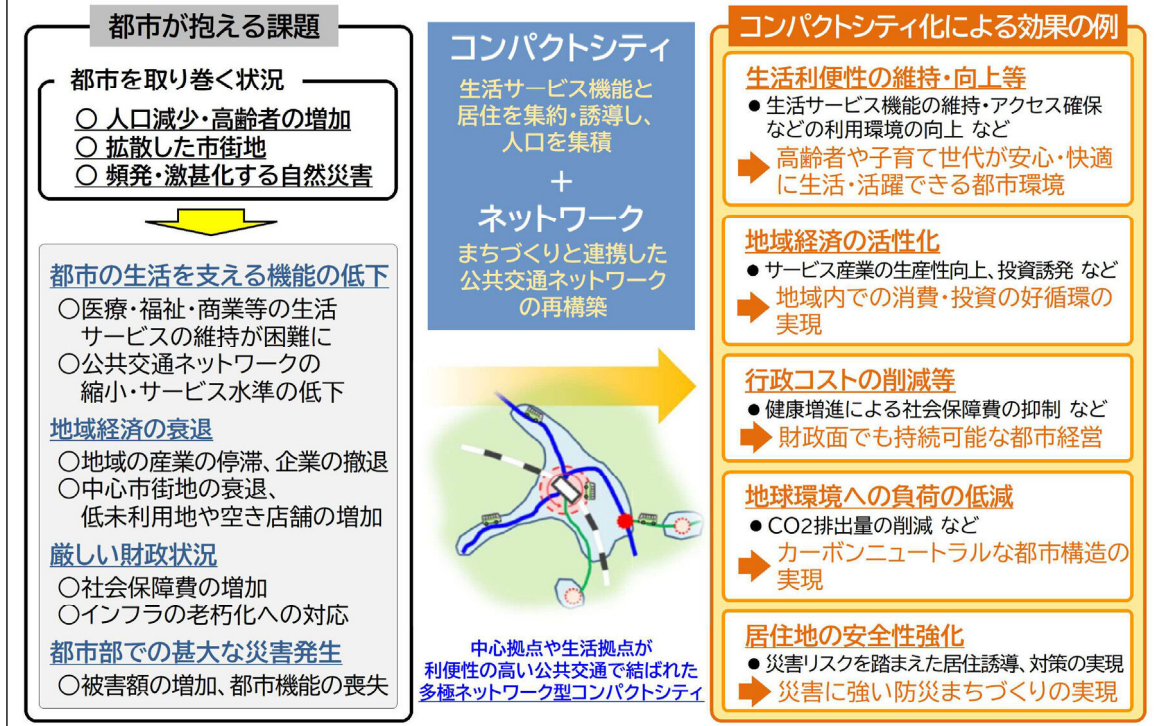 都市が抱える課題
都市を取り巻く状況
○ 人口減少・高齢者の増加
○ 拡散した市街地
○ 頻発・激甚化する自然災害
都市の生活を支える機能の低下
○医療・福祉・商業等の生活
サービスの維持が困難に
○公共交通ネットワークの
縮小・サービス水準の低下
地域経済の衰退
○地域の産業の停滞、企業の撤退
○中心市街地の衰退、
低未利用地や空き店舗の増加
厳しい財政状況
○社会保障費の増加
○インフラの老朽化への対応
都市部での甚大な災害発生
○被害額の増加、都市機能の喪失
コンパクトシティ
生活サービス機能と
居住を集約・誘導し、
人口を集積
+
ネットワーク
まちづくりと連携した
公共交通ネットワーク
の再構築
中心拠点や生活拠点が
利便性の高い公共交通で結ばれた
多極ネットワーク型コンパクトシティ
コンパクトシティ化による効果の例
生活利便性の維持・向上等
● 生活サービス機能の維持・アクセス確保
などの利用環境の向上 など
高齢者や子育て世代が安心・快適
に生活・活躍できる都市環境
地域経済の活性化
● サービス産業の生産性向上、投資誘発 など
地域内での消費・投資の好循環の
実現
行政コストの削減等
● 健康増進による社会保障費の抑制 など
財政面でも持続可能な都市経営
地球環境への負荷の低減
● CO2排出量の削減 など
カーボンニュートラルな都市構造の
実現
居住地の安全性強化
● 災害リスクを踏まえた居住誘導、対策の実現
災害に強い防災まちづくりの実現